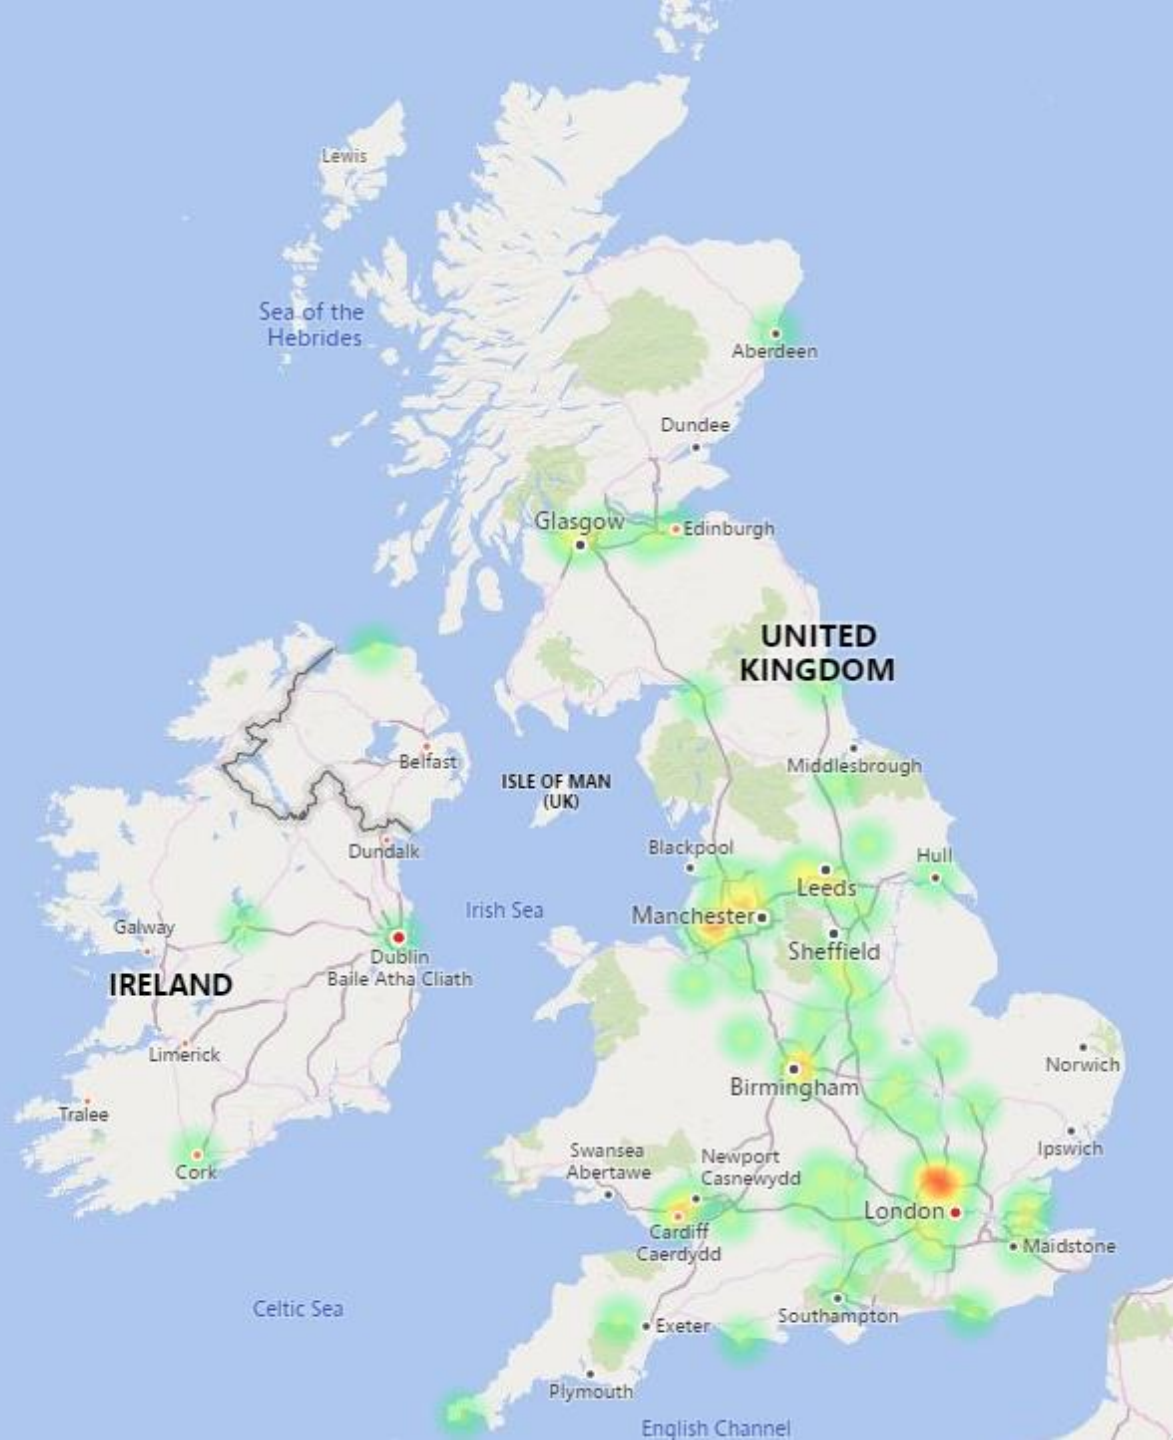 Lewis
Sea of the
Hebrides
Aberdeen
Dundee
Glasgow
Edinburgh
UNITED
KINGDOM
Belfast
ISLE OF MAN
(UK)
Middlesbrough
Dundalk
Blackpool
Hull
Leeds
Galway
Irish Sea
Manchester
Sheffield
Dublin
Baile Atha Cliath
IRELAND
Limerick
Norwich
Birmingham
Tralee
Ipswich
Swansea
Abertawe
Newport
Casnewydd
Cork
London
Cardiff
Caerdydd
Maidstone
Celtic Sea
Southampton
Exeter
Plymouth
English Channel